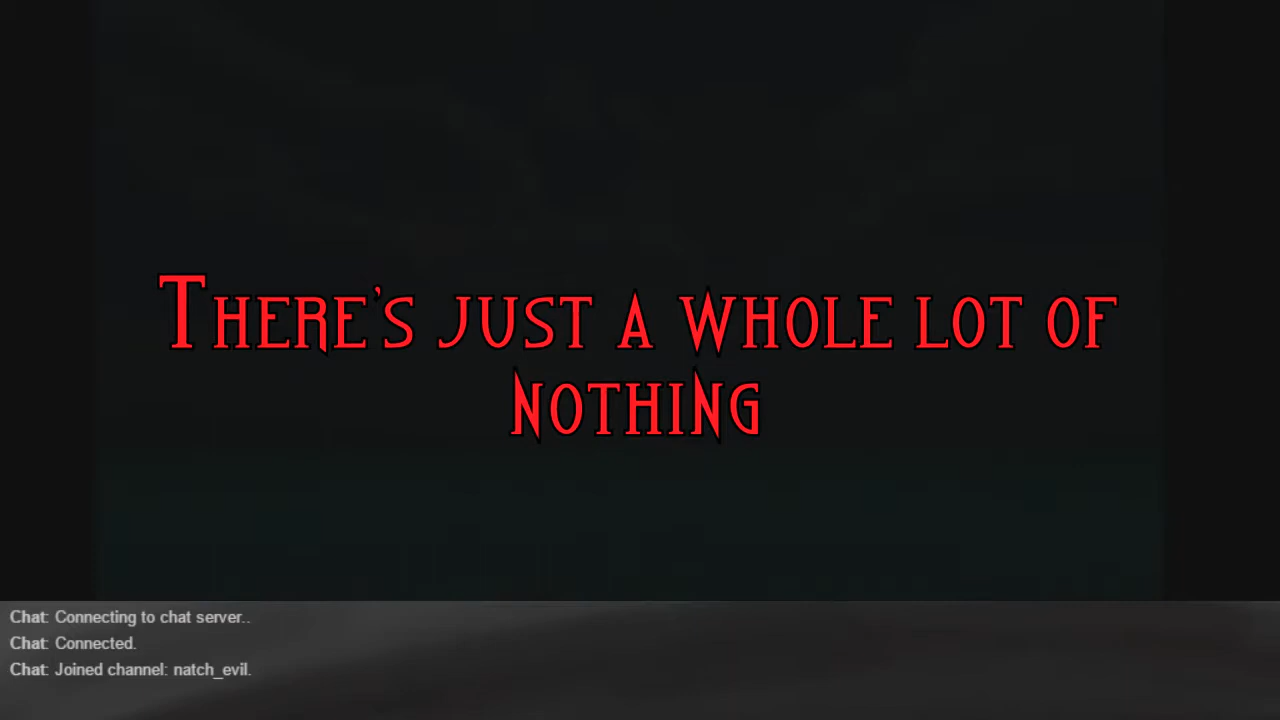 There's just a whole lot of
nothing
Chat: Connecting to chat server..
Chat: Connected.
Chat: Joined channel: natch_evil.